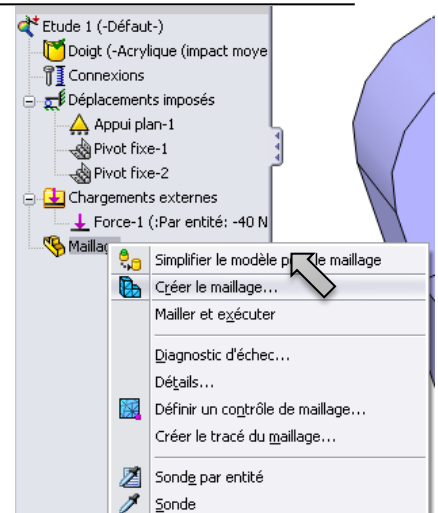 Etude 1 (-Défaut-)
Doigt (-Acrylique (impact moye
Connexions
Déplacements imposés
Appui plan-1
Pivot fixe-1
Pivot fixe-2
Chargements externes
Force-1 (:Par entité: -40 N
Simplifier le modèle le maillage
Créer le maillage...
Mailler et exécuter
Diagnostic d'échec...
Détails...
Définir un contrôle de maillage...
Créer le tracé du maillage...
Sonde par entité
Sonde